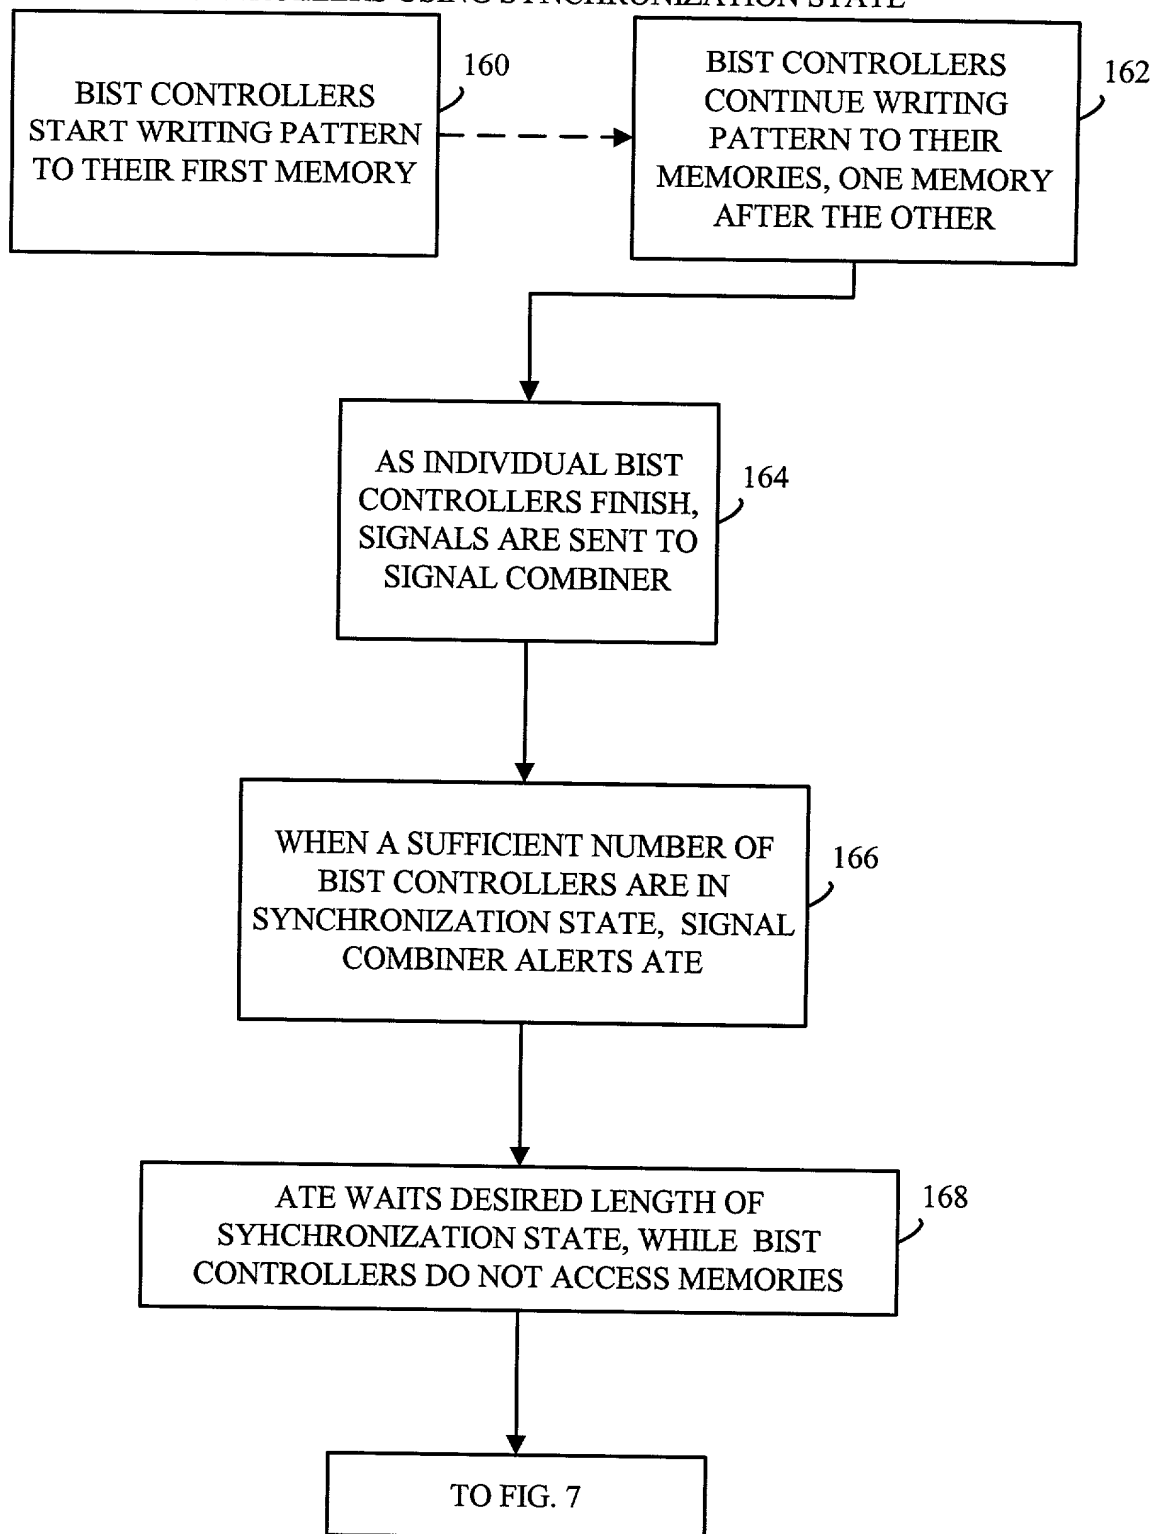 USING SYNCHRONIZATION STATE
BIST CONTROLLERS
START WRITING PATTERN
TO THEIR FIRST MEMORY
160
BIST CONTROLLERS
CONTINUE WRITING
PATTERN TO THEIR
MEMORIES, ONE MEMORY
AFTER THE OTHER
162
AS INDIVIDUAL BIST
CONTROLLERS FINISH,
SIGNALS ARE SENT TO
SIGNAL COMBINER
164
WHEN A SUFFICIENT NUMBER OF
BIST CONTROLLERS ARE IN
SYNCHRONIZATION STATE, SIGNAL
COMBINER ALERTS ATE
166
ATE WAITS DESIRED LENGTH OF
SYHCHRONIZATION STATE, WHILE BIST
CONTROLLERS DO NOT ACCESS MEMORIES
168
TO FIG. 7